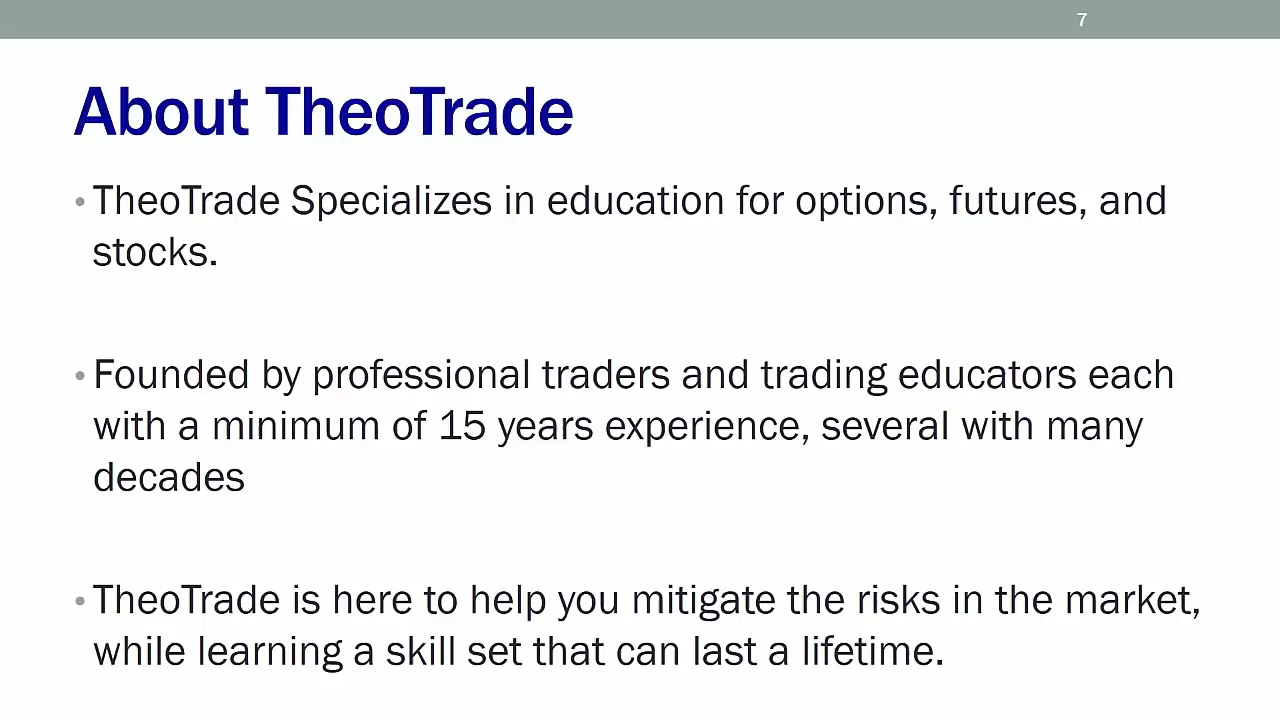 7
About TheoTrade
• TheoTrade Specializes in education for options, futures, and
stocks.
• Founded by professional traders and trading educators each
with a minimum of 15 years experience, several with many
decades
• TheoTrade is here to help you mitigate the risks in the market,
while learning a skill set that can last a lifetime.